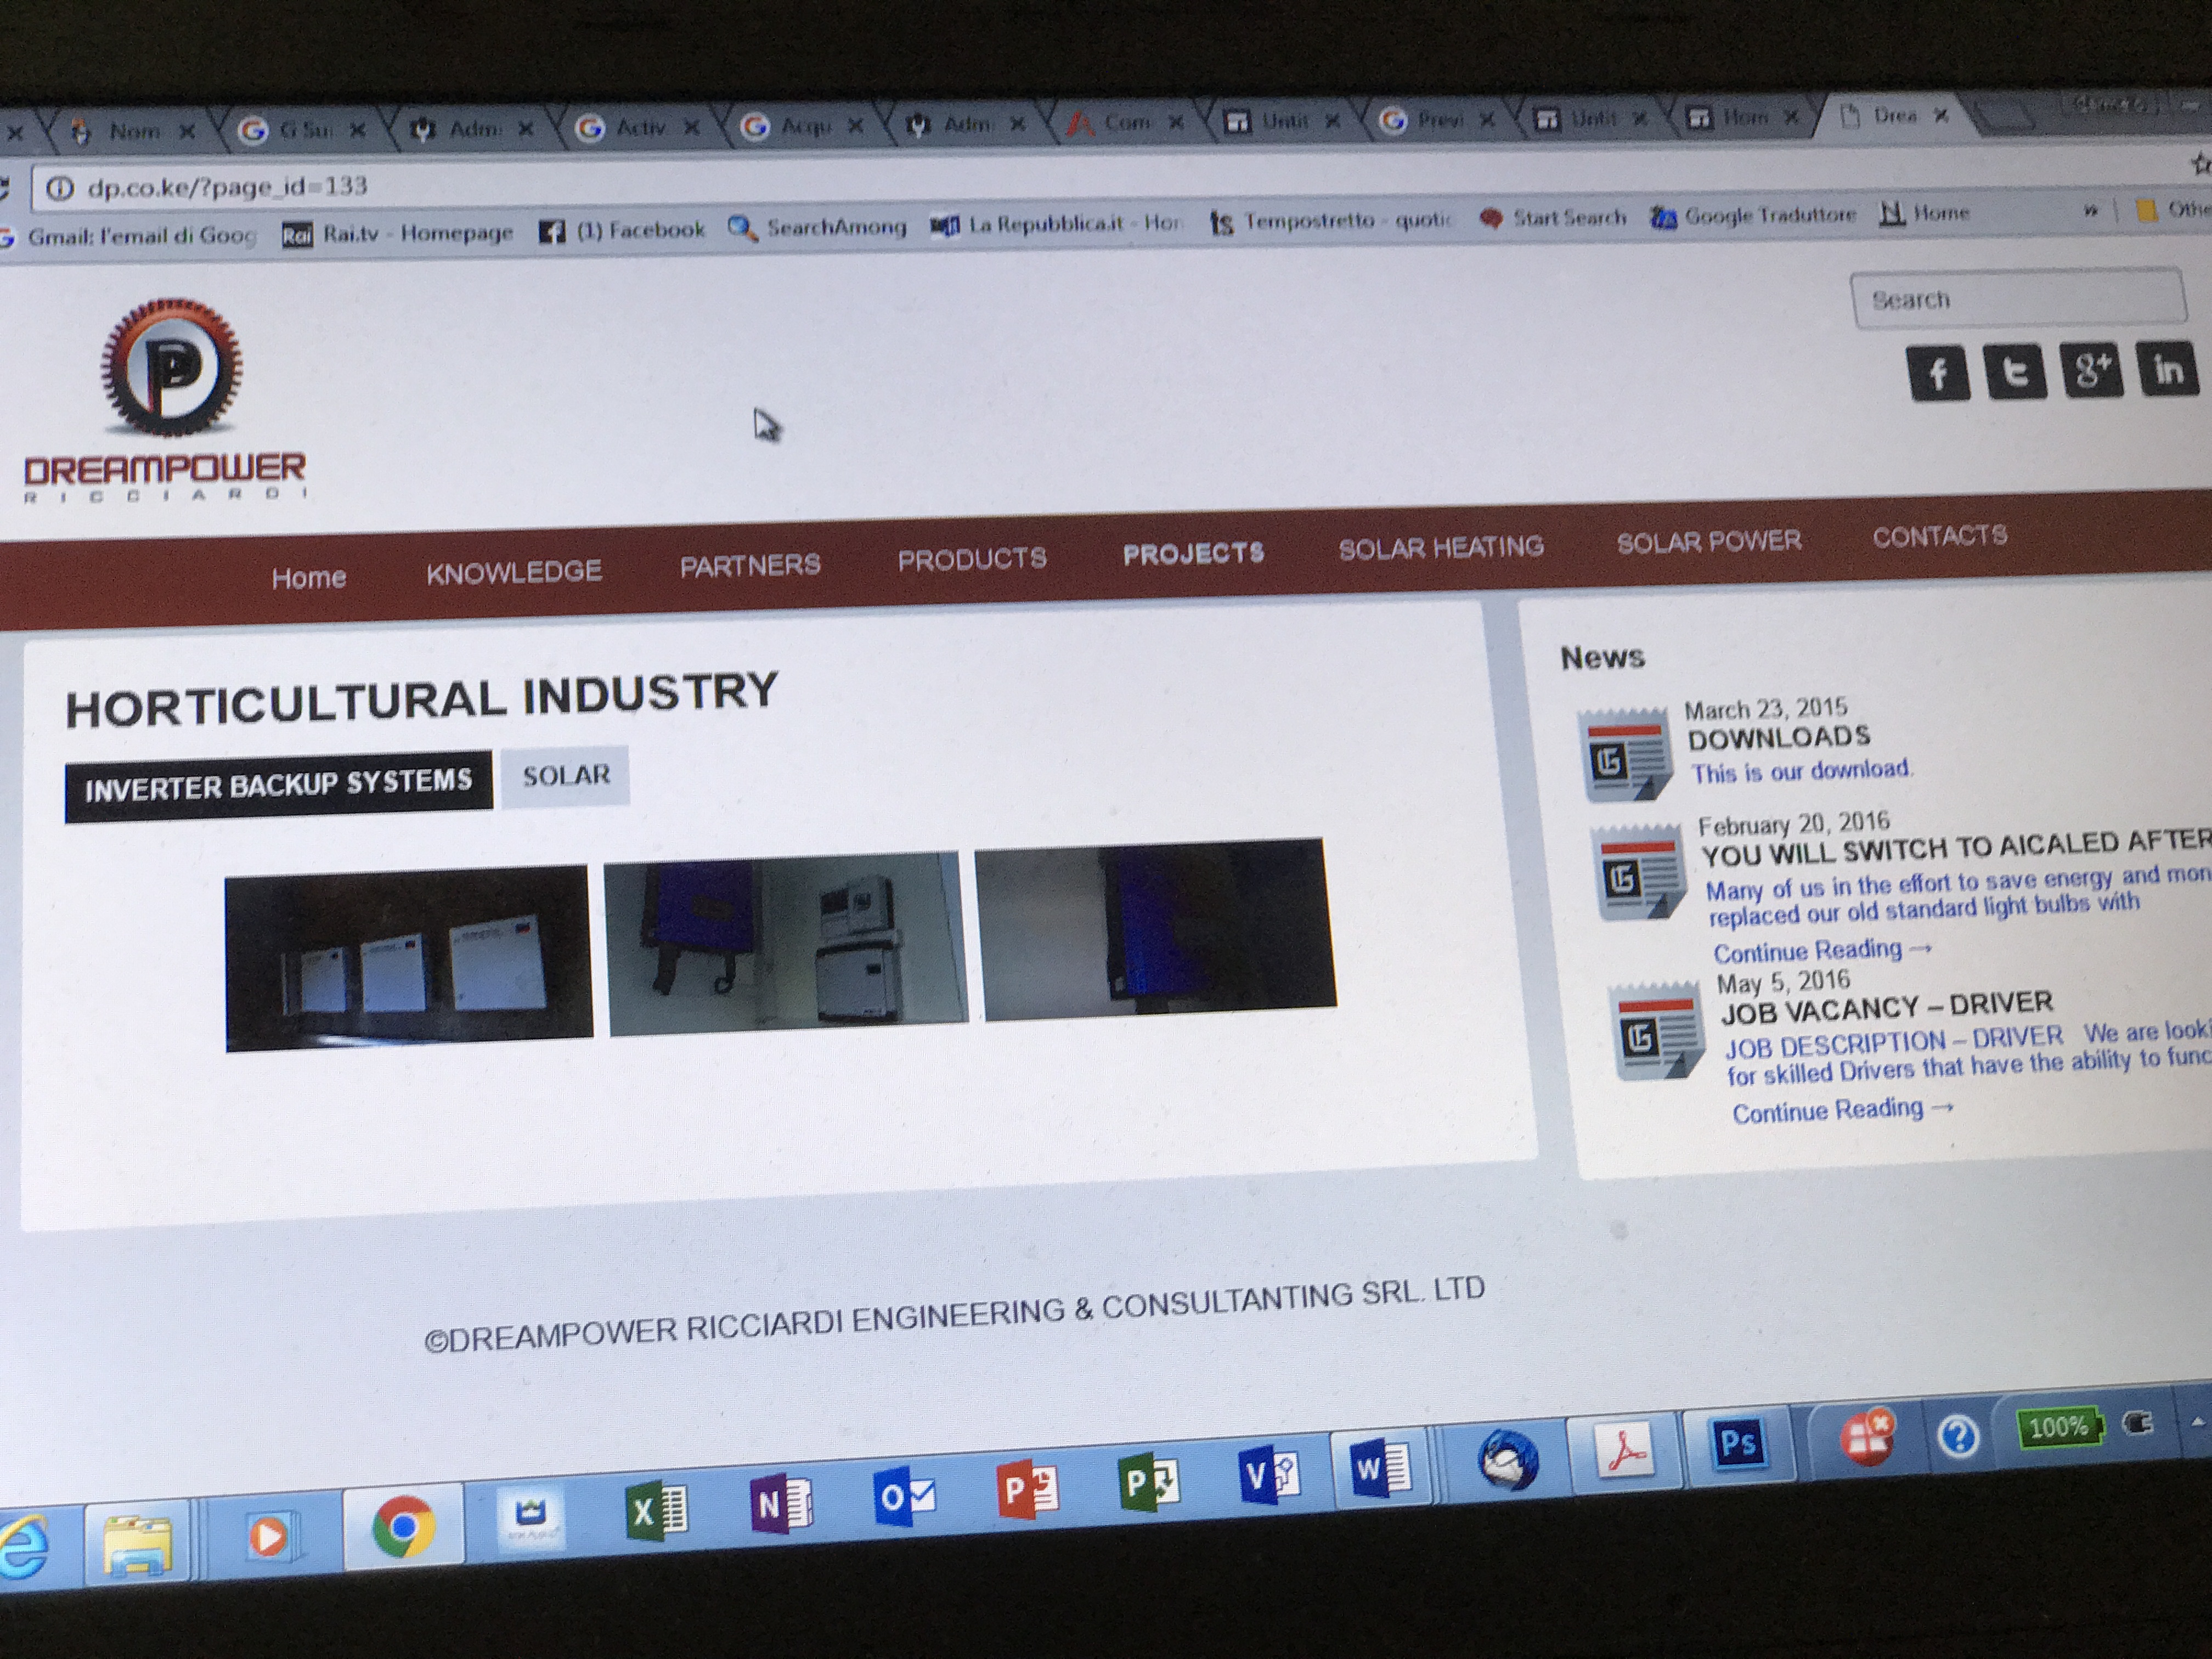 Nom
G Su
Adm
Activ
Acqu
Adm
Com
Untit
Previ
Untit
Hom
Drea
dp.co.ke/?page_id=133
Gmail: l'email di Goog
Rai Rai.tv - Homepage
(1) Facebook
SearchAmong
La Repubblica.it - Hor
ts Tempostretto - quotic
Start Search
Google Traduttore
Home
Othe
Search
f t g+ in
DREAMPOWER
RICCIARDI
Home
KNOWLEDGE
PARTNERS
PRODUCTS
PROJECTS
SOLAR HEATING
SOLAR POWER
CONTACTS
HORTICULTURAL INDUSTRY
INVERTER BACKUP SYSTEMS
SOLAR
News
March 23, 2015
DOWNLOADS
This is our download.
February 20, 2016
YOU WILL SWITCH TO AICALED AFTER
Many of us in the effort to save energy and mon
replaced our old standard light bulbs with
Continue Reading →
May 5, 2016
JOB VACANCY – DRIVER
JOB DESCRIPTION – DRIVER We are looki
for skilled Drivers that have the ability to func
Continue Reading →
©DREAMPOWER RICCIARDI ENGINEERING & CONSULTANTING SRL. LTD
X
N
O
P
P
V
W
Ps
100%